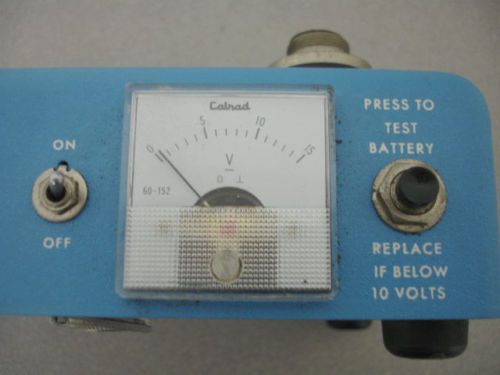 ON
OFF
Calrad
0 5 10 15
V
Ω ⊥
60-152
PRESS TO
TEST
BATTERY
REPLACE
IF BELOW
10 VOLTS